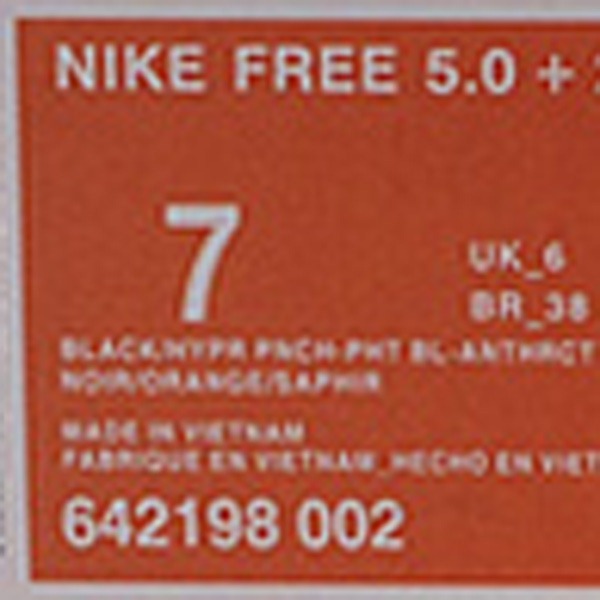 NIKE FREE 5.0 +
7
UK_6
BR_38
BLACK/HYPR PNCH-PHT BL-ANTHRCT
NOIR/ORANGE/SAPHIR
MADE IN VIETNAM
FABRIQUE EN VIETNAM_HECHO EN VIET
642198 002